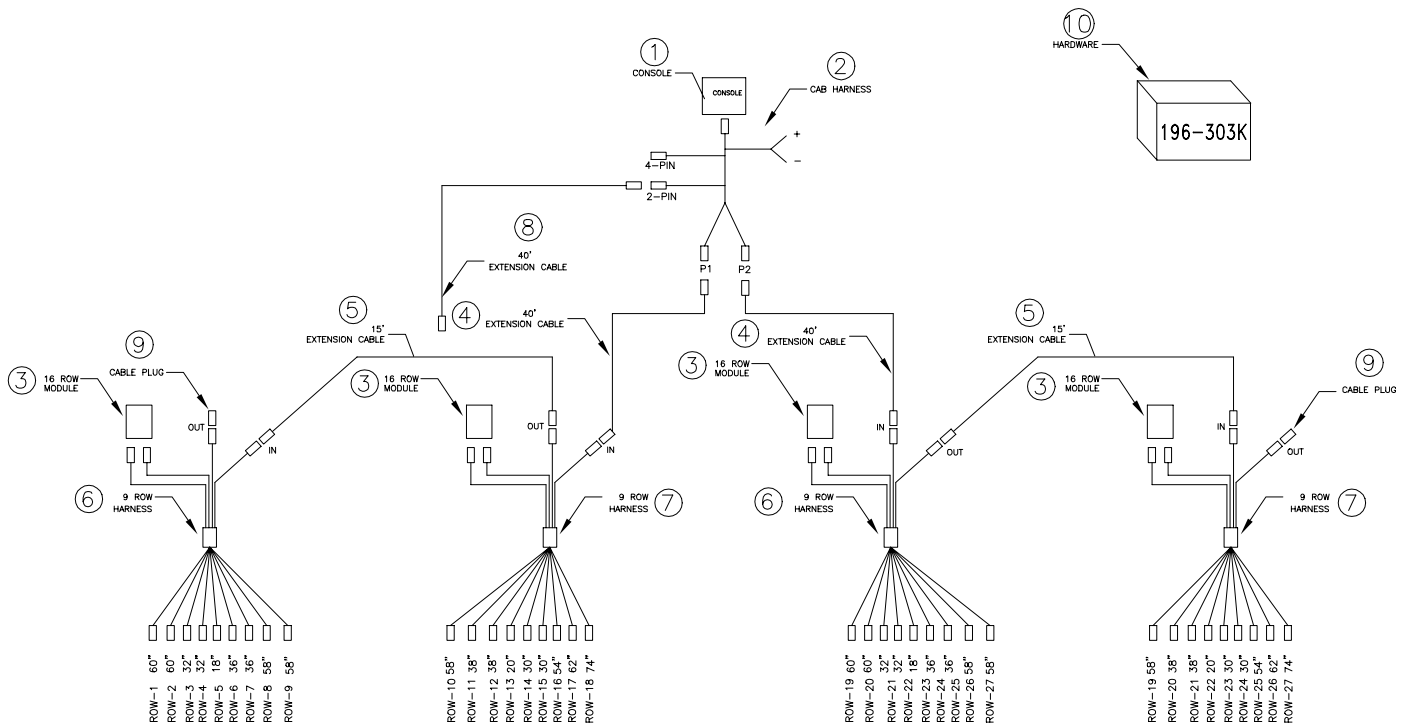 10
HARDWARE
196-303K
1
CONSOLE
CONSOLE
2
CAB HARNESS
+
-
4-PIN
2-PIN
8
40'
EXTENSION CABLE
P1
P2
5
15'
EXTENSION CABLE
4
40'
EXTENSION CABLE
4
40'
EXTENSION CABLE
5
15'
EXTENSION CABLE
9
CABLE PLUG
3
16 ROW
MODULE
OUT
IN
3
16 ROW
MODULE
OUT
IN
3
16 ROW
MODULE
IN
OUT
3
16 ROW
MODULE
IN
OUT
9
CABLE PLUG
6
9 ROW
HARNESS
9 ROW
HARNESS
7
6
9 ROW
HARNESS
9 ROW
HARNESS
7
ROW-1 60"
ROW-2 60"
ROW-3 32"
ROW-4 32"
ROW-5 18"
ROW-6 36"
ROW-7 36"
ROW-8 58"
ROW-9 58"
ROW-10 58"
ROW-11 38"
ROW-12 38"
ROW-13 20"
ROW-14 30"
ROW-15 30"
ROW-16 54"
ROW-17 62"
ROW-18 74"
ROW-19 60"
ROW-20 60"
ROW-21 32"
32"
ROW-22 18"
ROW-23 36"
ROW-24 36"
ROW-25
ROW-26 58"
ROW-27 58"
ROW-19 58"
ROW-20 38"
ROW-21 38"
ROW-22 20"
ROW-23 30"
ROW-24 30"
ROW-25 54"
ROW-26 62"
ROW-27 74"